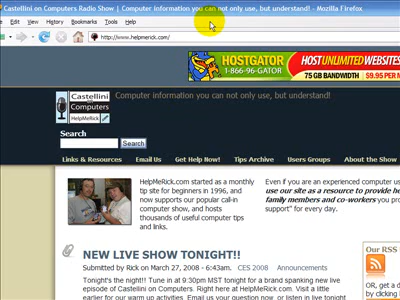 Castellini on Computers Radio Show | Computer information you can not only use, but understand! - Mozilla Firefox
View History Bookmarks Tools Help
http://www.helpmerick.com/
HOSTGATOR
1-866-96-GATOR
HOST UNLIMITED WEBSITES
75 GB BANDWIDTH $9.95 
Castellini
on
Computers
HelpMeRick
Computer information you can not only use, but understand!
Search
Search
Links & Resources Email Us Get Help Now! Tips Archive Users Groups About the Show
HelpMeRick.com started as a monthly
tip site for beginners in 1996, and
now supports our popular call-in
computer show, and hosts
thousands of useful computer tips
and links.
Even if you are an experienced computer
use our site as a resource to provide
family members and co-workers you
support" for every day.
NEW LIVE SHOW TONIGHT!!
Submitted by Rick on March 27, 2008 - 6:43am. CES 2008 Announcements
Tonight's the night!! Tune in at 9:30pm MST tonight for a brand spanking new
live episode of Castellini on Computers. Right here at HelpMeRick.com. Visit a little
earlier for our warm up activities. Email us your question now, or listen in live tonight
Our RSS
OR, get a